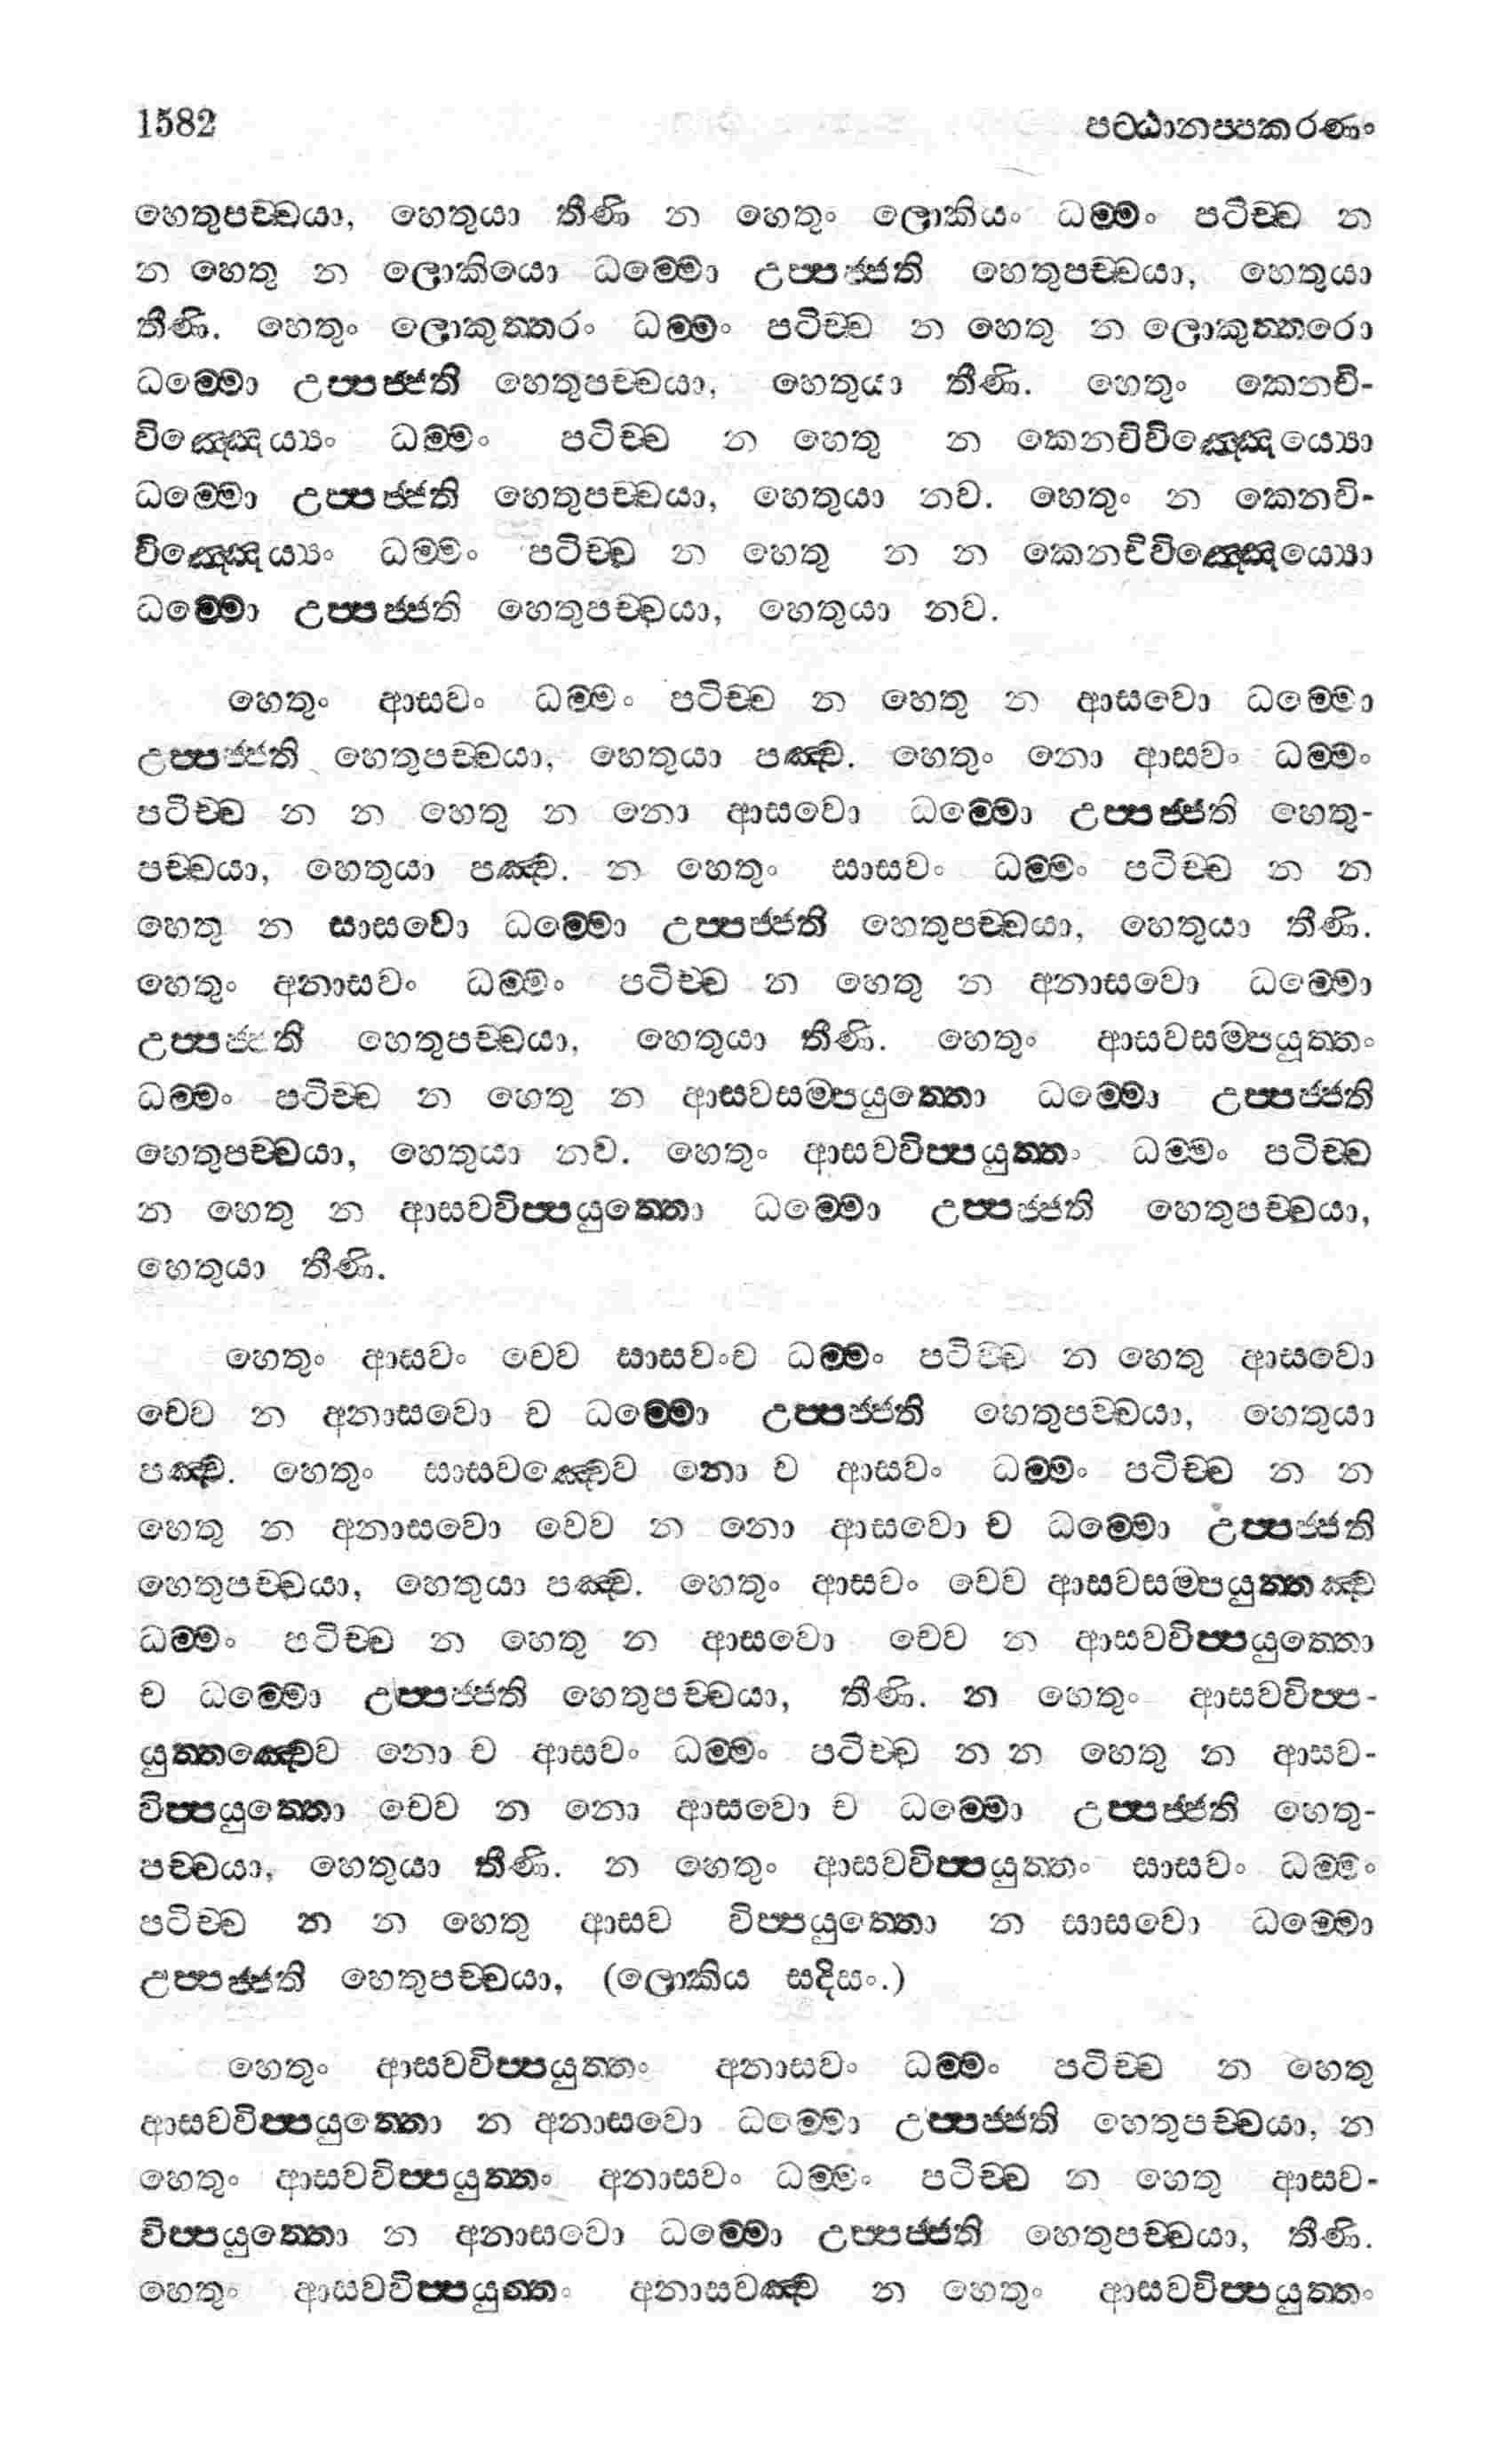 1582 පට්ඨානප්පකරණං
හෙතුපච්චයා, හෙතුයා තීණි න හෙතුං ලොකියං ධම්මං පටිච්ච න
න හෙතු න ලොකියො ධම්මො උප්පජ්ජති හෙතුපච්චයා, හෙතුයා
තීණි. හෙතුං ලොකුත්තරං ධම්මං පටිච්ච න හෙතු න ලොකුත්තරො
ධම්මො උප්පජ්ජති හෙතුපච්චයා, හෙතුයා තීණි. හෙතුං කෙනචි-
විඤ්ඤෙය්‍යං ධම්මං පටිච්ච න හෙතු න කෙනචිවිඤ්ඤෙය්‍යො
ධම්මො උප්පජ්ජති හෙතුපච්චයා, හෙතුයා නව. හෙතුං න කෙනචි-
විඤ්ඤෙය්‍යං ධම්මං පටිච්ච න හෙතු න න කෙනචිවිඤ්ඤෙය්‍යො
ධම්මො උප්පජ්ජති හෙතුපච්චයා, හෙතුයා නව.
හෙතුං ආසවං ධම්මං පටිච්ච න හෙතු න ආසවො ධම්මො
උප්පජ්ජති හෙතුපච්චයා, හෙතුයා පඤ්ච. හෙතුං නො ආසවං ධම්මං
පටිච්ච න න හෙතු න නො ආසවො ධම්මො උප්පජ්ජති හෙතු-
පච්චයා, හෙතුයා පඤ්ච. න හෙතුං සාසවං ධම්මං පටිච්ච න න
හෙතු න සාසවො ධම්මො උප්පජ්ජති හෙතුපච්චයා, හෙතුයා තීණි.
හෙතුං අනාසවං ධම්මං පටිච්ච න හෙතු න අනාසවො ධම්මො
උප්පජ්ජති හෙතුපච්චයා, හෙතුයා තීණි. හෙතුං ආසවසම්පයුත්තං
ධම්මං පටිච්ච න හෙතු න ආසවසම්පයුත්තො ධම්මො උප්පජ්ජති
හෙතුපච්චයා, හෙතුයා නව. හෙතුං ආසවවිප්පයුත්තං ධම්මං පටිච්ච
න හෙතු න ආසවවිප්පයුත්තො ධම්මො උප්පජ්ජති හෙතුපච්චයා,
හෙතුයා තීණි.
හෙතුං ආසවං චෙව සාසවංච ධම්මං පටිච්ච න හෙතු ආසවො
චෙව න අනාසවො ච ධම්මො උප්පජ්ජති හෙතුපච්චයා, හෙතුයා
පඤ්ච. හෙතුං සාසවඤ්චෙව නො ච ආසවං ධම්මං පටිච්ච න න
හෙතු න අනාසවො චෙව න නො ආසවො ච ධම්මො උප්පජ්ජති
හෙතුපච්චයා, හෙතුයා පඤ්ච. හෙතුං ආසවං චෙව ආසවසම්පයුත්තඤ්ච
ධම්මං පටිච්ච න හෙතු න ආසවො චෙව න ආසවවිප්පයුත්තො
ච ධම්මො උප්පජ්ජති හෙතුපච්චයා, තීණි. න හෙතුං ආසවවිප්ප-
යුත්තඤ්චෙව නො ච ආසවං ධම්මං පටිච්ච න න හෙතු න ආසව-
විප්පයුත්තො චෙව න නො ආසවො ච ධම්මො උප්පජ්ජති හෙතු-
පච්චයා, හෙතුයා තීණි. න හෙතුං ආසවවිප්පයුත්තං සාසවං ධම්මං
පටිච්ච න න හෙතු ආසව විප්පයුත්තො න සාසවො ධම්මො
උප්පජ්ජති හෙතුපච්චයා, (ලොකිය සදිසං.)
හෙතුං ආසවවිප්පයුත්තං අනාසවං ධම්මං පටිච්ච න හෙතු
ආසවවිප්පයුත්තො න අනාසවො ධම්මො උප්පජ්ජති හෙතුපච්චයා, න
හෙතුං ආසවවිප්පයුත්තං අනාසවං ධම්මං පටිච්ච න හෙතු ආසව-
විප්පයුත්තො න අනාසවො ධම්මො උප්පජ්ජති හෙතුපච්චයා, තීණි.
හෙතුං ආසවවිප්පයුත්තං අනාසවඤ්ච න හෙතුං ආසවවිප්පයුත්තං